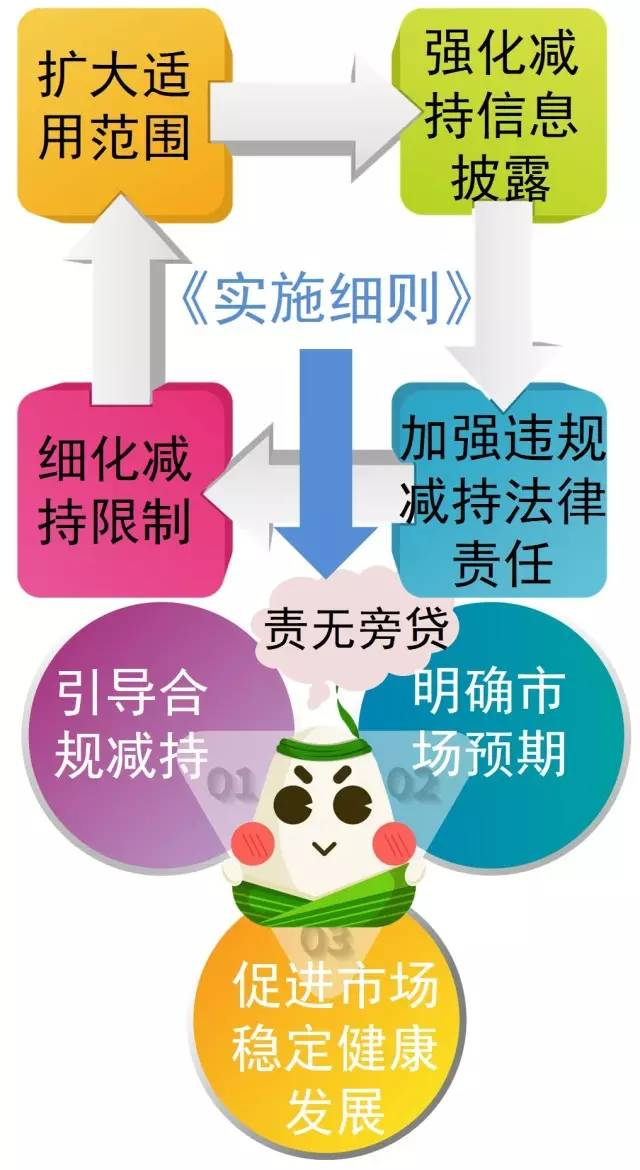 扩大适
用范围
强化减
持信息
披露
《实施细则》
细化减
持限制
加强违规
减持法律
责任
责无旁贷
引导合
规减持
01
明确市
场预期
02
03
促进市场
稳定健康
发展